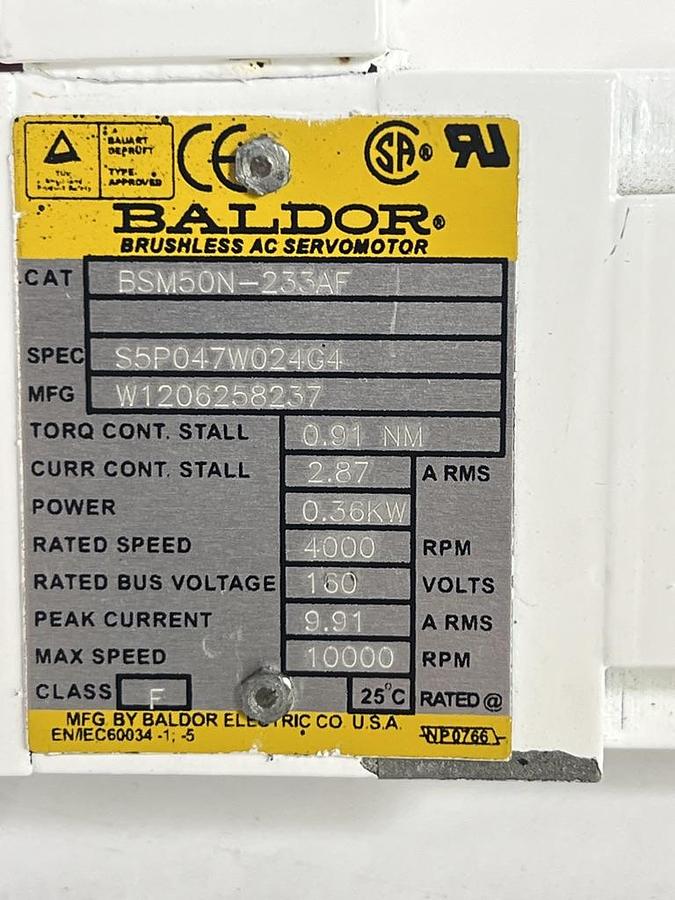 BAUART
GEPRÜFT
TÜV
TYPE
APPROVED
CE
SA®
RU
BALDOR®
BRUSHLESS AC SERVOMOTOR
CAT BSM50N-233AF
SPEC S5P047W024G4
MFG W1206258237
TORQ CONT. STALL 0.91 NM
CURR CONT. STALL 2.87 A RMS
POWER 0.36KW
RATED SPEED 4000 RPM
RATED BUS VOLTAGE 160 VOLTS
PEAK CURRENT 9.91 A RMS
MAX SPEED 10000 RPM
CLASS F 25°C RATED @
MFG. BY BALDOR ELECTRIC CO. U.S.A.
EN/IEC60034 -1; -5 NP0766